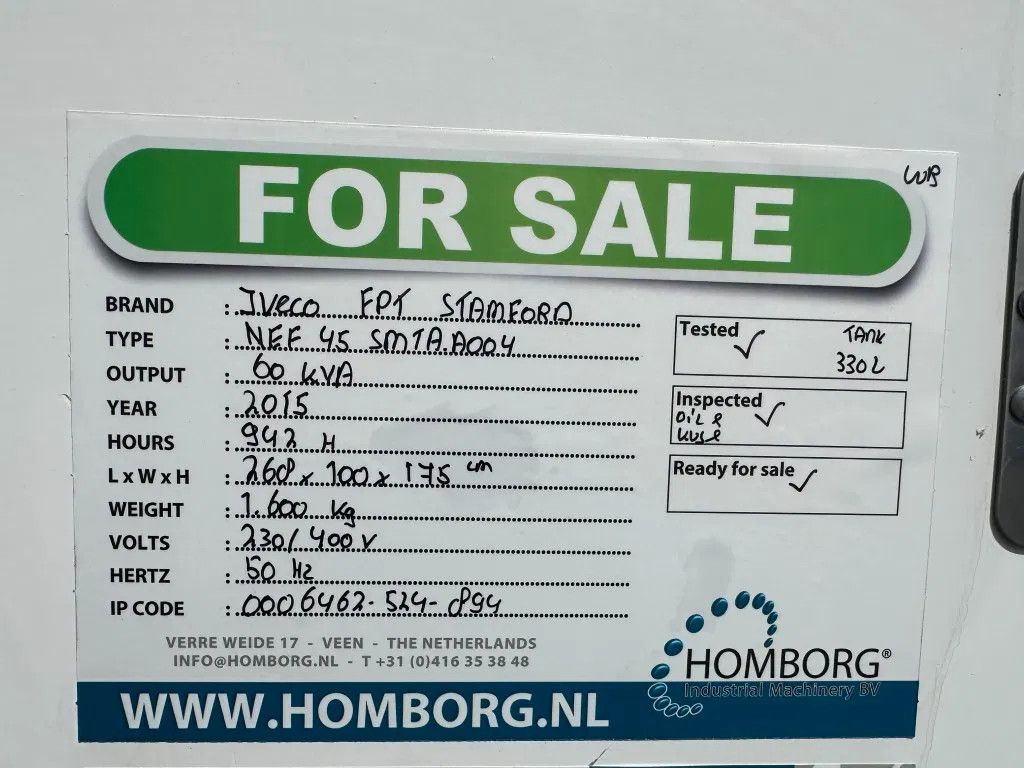 FOR SALE
WB
BRAND : Iveco FPT STAMFORD
TYPE : NEF 45 SM1A.A004
OUTPUT : 60 kVA
YEAR : 2015
HOURS : 942 H
L x W x H : 268 x 100 x 175 cm
WEIGHT : 1.600 kg
VOLTS : 230/400 V
HERTZ : 50 Hz
IP CODE : 0006462-524-894
Tested ✓ TANK
330 L
Inspected ✓
OiL &
Ready for sale ✓
VERRE WEIDE 17 - VEEN - THE NETHERLANDS
INFO@HOMBORG.NL - T +31 (0)416 35 38 48
HOMBORG®
Industrial Machinery BV
WWW.HOMBORG.NL